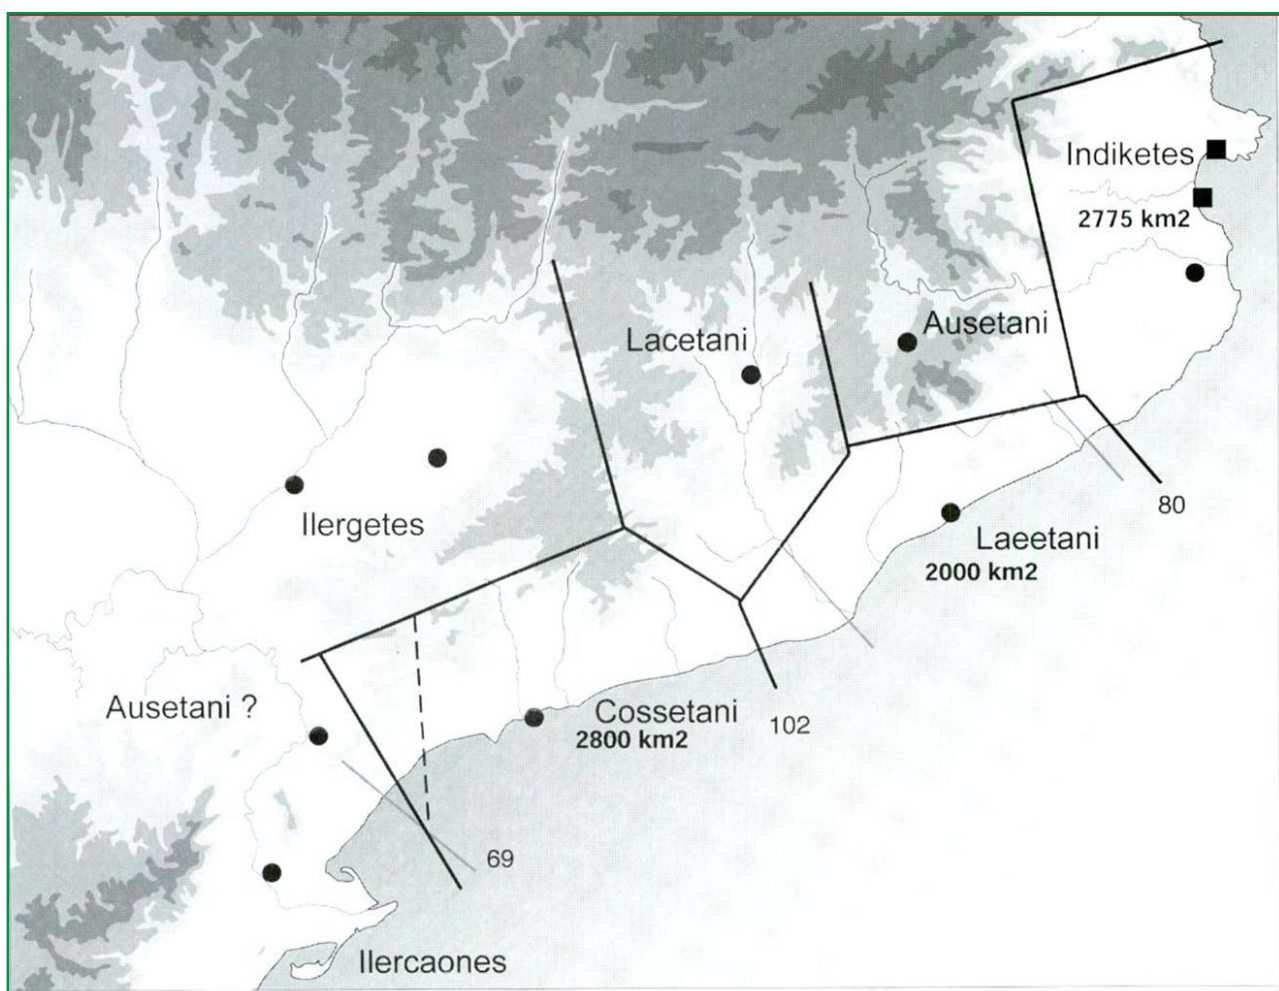 Indiketes
2775 km2
Ausetani
Lacetani
80
Ilergetes
Laeetani
2000 km2
Ausetani ?
Cossetani
102
2800 km2
69
Ilercaones